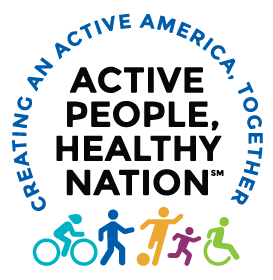 CREATING AN ACTIVE AMERICA, TOGETHER
ACTIVE
PEOPLE,
HEALTHY
NATION℠